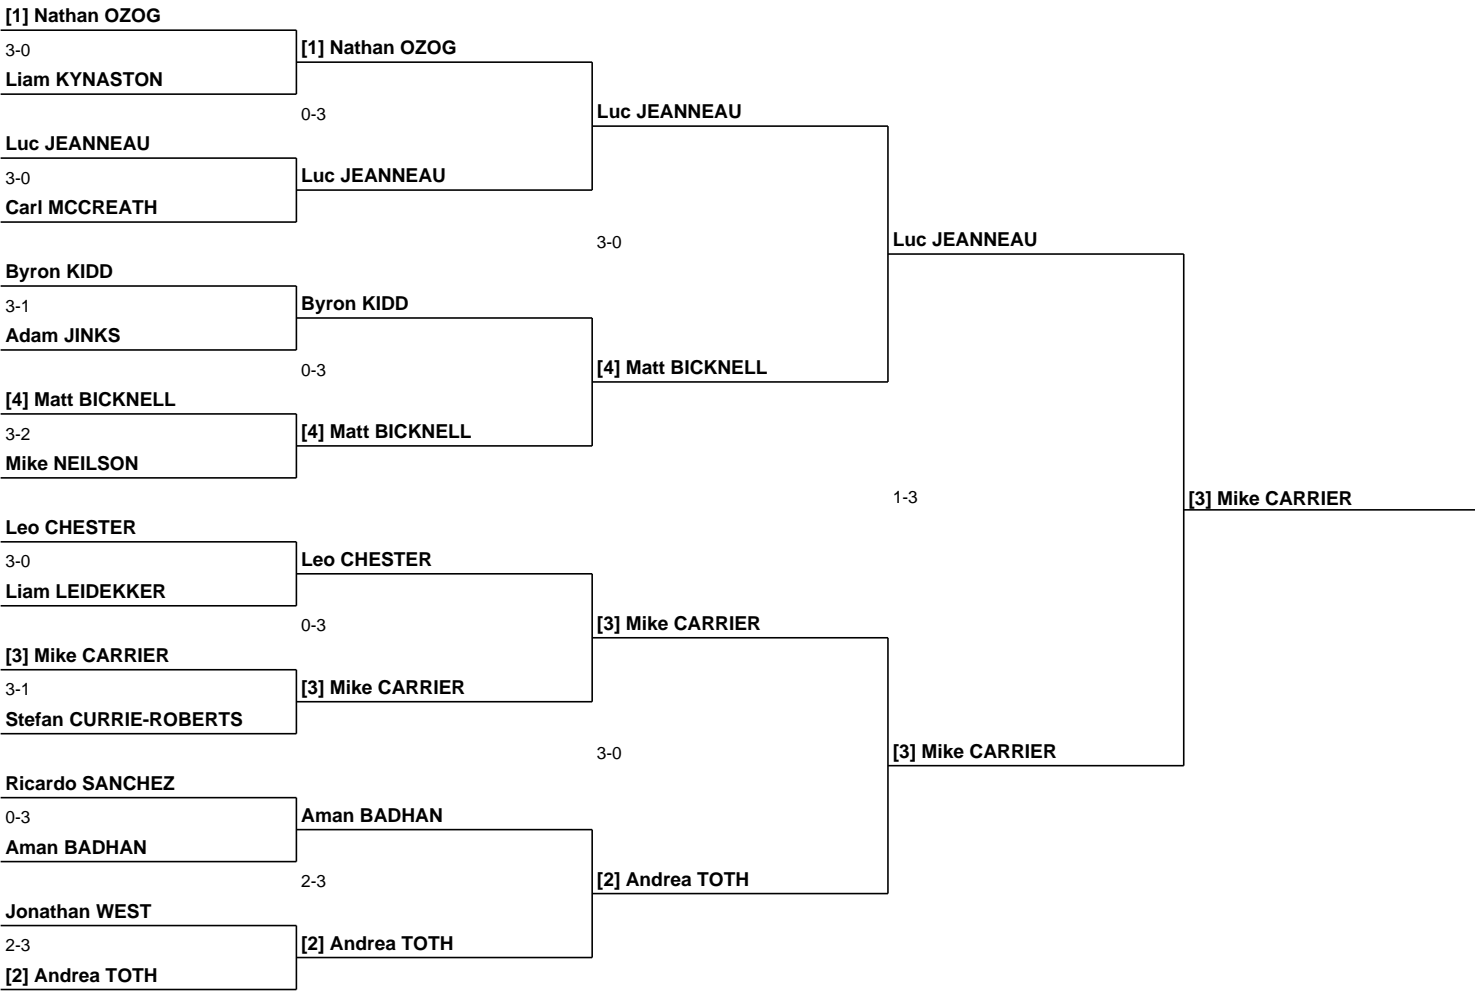 [1] Nathan OZOG
3-0
[1] Nathan OZOG
Liam KYNASTON
0-3
Luc JEANNEAU
Luc JEANNEAU
3-0
Luc JEANNEAU
Carl MCCREATH
3-0
Luc JEANNEAU
Byron KIDD
3-1
Byron KIDD
Adam JINKS
0-3
[4] Matt BICKNELL
[4] Matt BICKNELL
3-2
[4] Matt BICKNELL
Mike NEILSON
1-3
[3] Mike CARRIER
Leo CHESTER
3-0
Leo CHESTER
Liam LEIDEKKER
0-3
[3] Mike CARRIER
[3] Mike CARRIER
3-1
[3] Mike CARRIER
Stefan CURRIE-ROBERTS
3-0
[3] Mike CARRIER
Ricardo SANCHEZ
0-3
Aman BADHAN
Aman BADHAN
2-3
[2] Andrea TOTH
Jonathan WEST
2-3
[2] Andrea TOTH
[2] Andrea TOTH